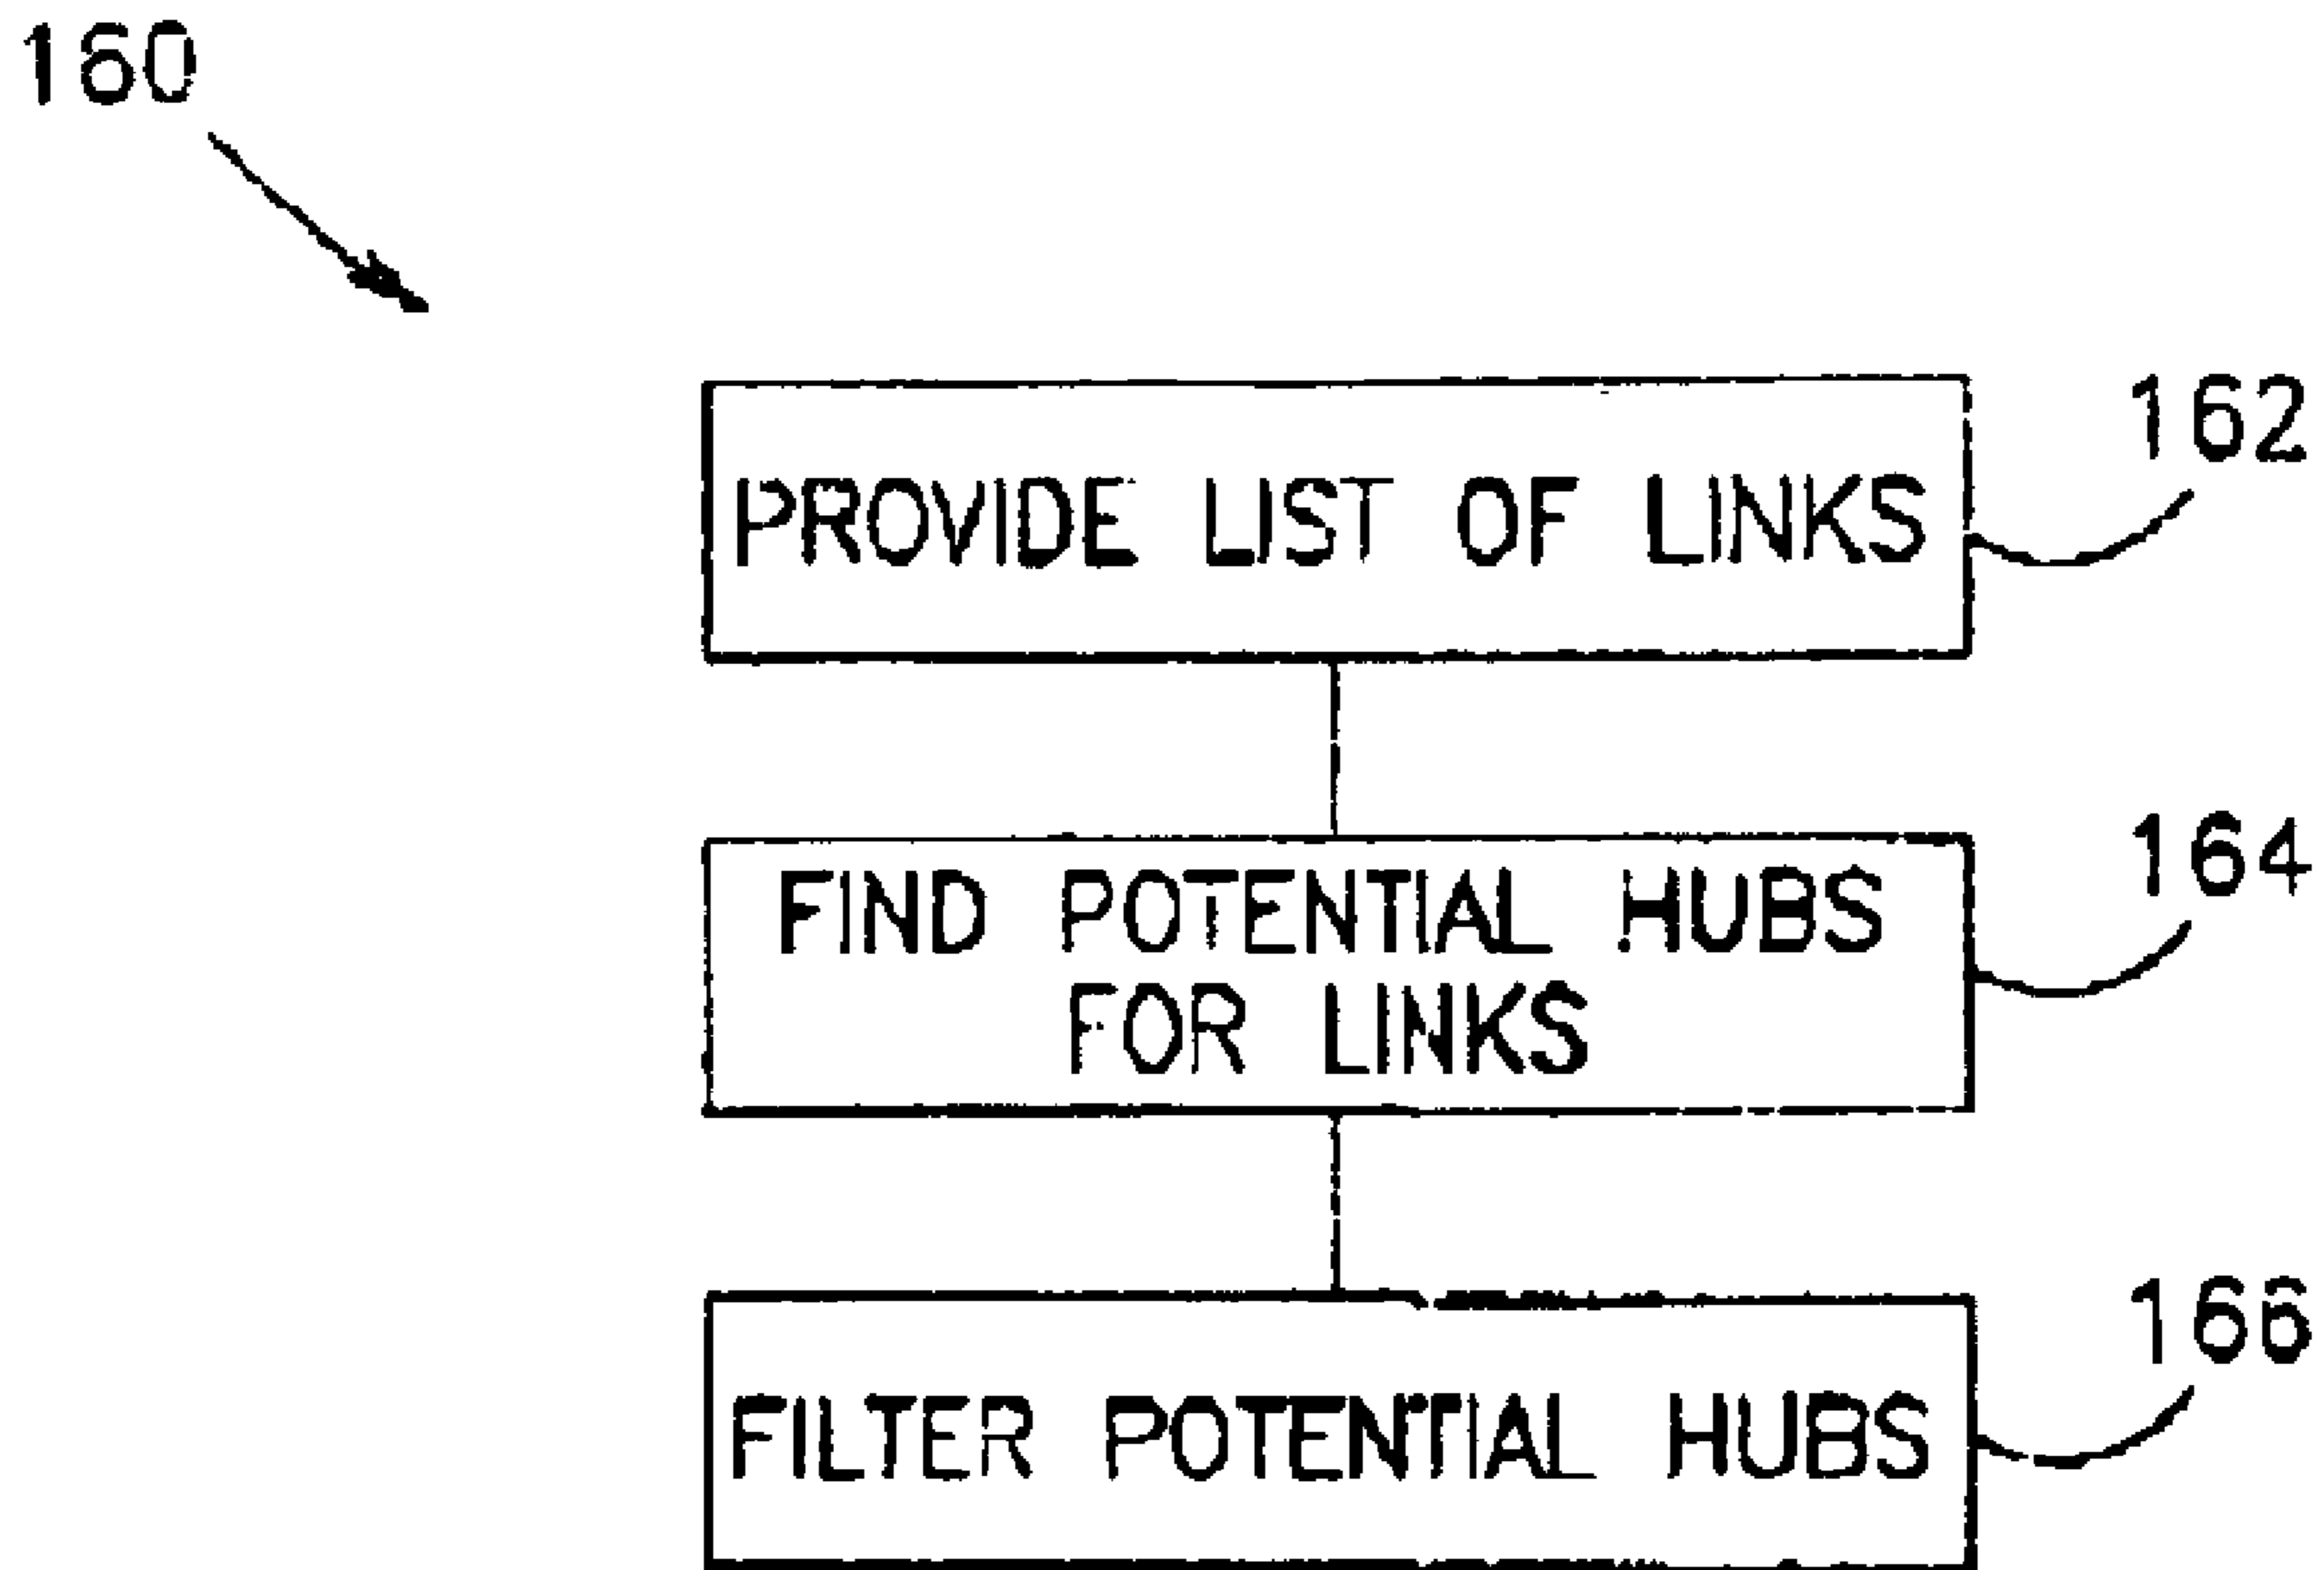 160
PROVIDE LIST OF LINKS
162
FIND POTENTIAL HUBS
FOR LINKS
164
FILTER POTENTIAL HUBS
166